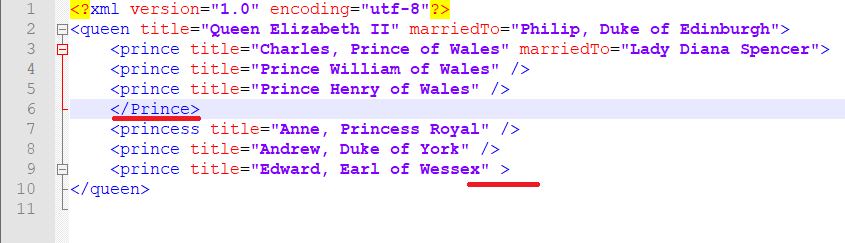 1 <?xml version="1.0" encoding="utf-8"?>
2 <queen title="Queen Elizabeth II" marriedTo="Philip, Duke of Edinburgh">
3 <prince title="Charles, Prince of Wales" marriedTo="Lady Diana Spencer">
4 <prince title="Prince William of Wales" />
5 <prince title="Prince Henry of Wales" />
6 </Prince>
7 <princess title="Anne, Princess Royal" />
8 <prince title="Andrew, Duke of York" />
9 <prince title="Edward, Earl of Wessex" >
10 </queen>
11